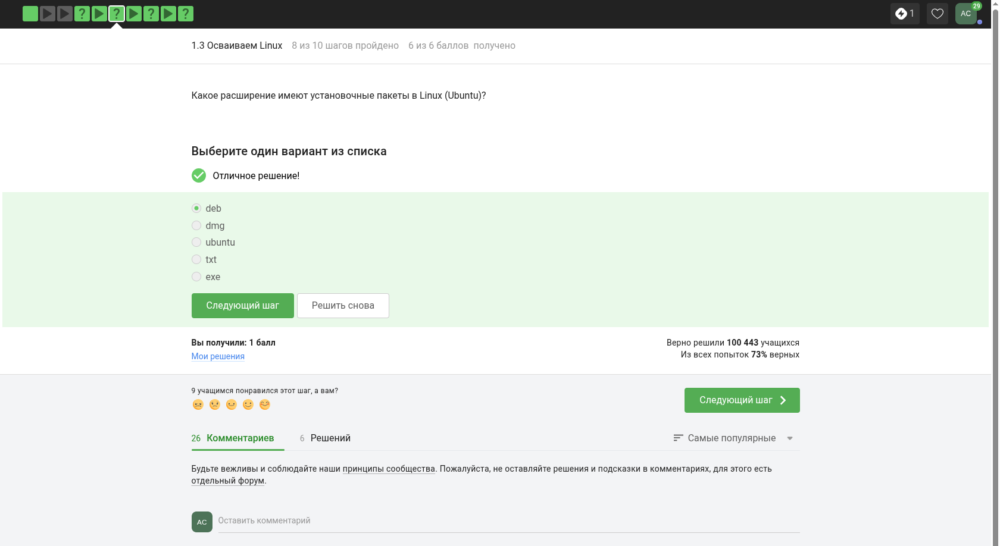 ? ? ? ?
1
AC
29
1.3 Осваиваем Linux 8 из 10 шагов пройдено 6 из 6 баллов получено
Какое расширение имеют установочные пакеты в Linux (Ubuntu)?
Выберите один вариант из списка
Отличное решение!
deb
dmg
ubuntu
txt
exe
Следующий шаг Решить снова
Вы получили: 1 балл
Мои решения
Верно решили 100 443 учащихся
Из всех попыток 73% верных
9 учащимся понравился этот шаг, а вам?
Следующий шаг
26 Комментариев 6 Решений Самые популярные
Будьте вежливы и соблюдайте наши принципы сообщества. Пожалуйста, не оставляйте решения и подсказки в комментариях, для этого есть
отдельный форум.
AC Оставить комментарий